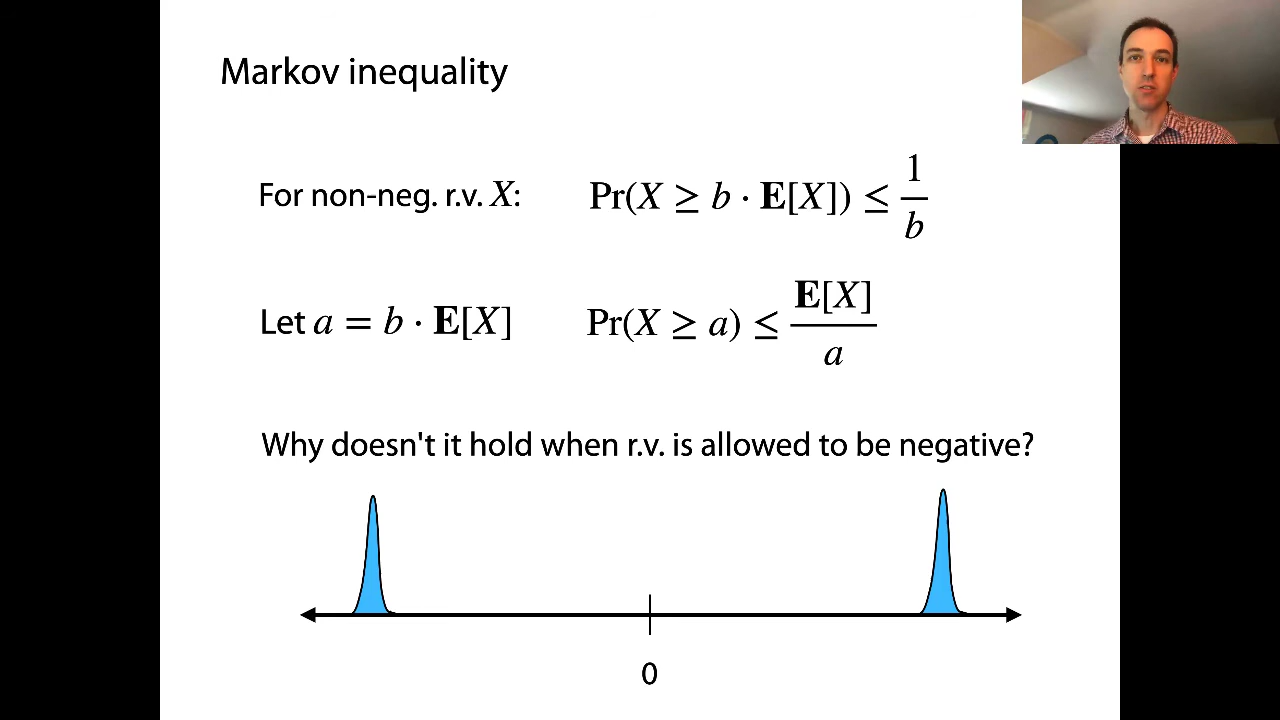 Markov inequality
For non-neg. r.v. X: Pr(X ≥ b · E[X]) ≤ 1/b
Let a = b · E[X] Pr(X ≥ a) ≤ E[X]/a
Why doesn't it hold when r.v. is allowed to be negative?
0